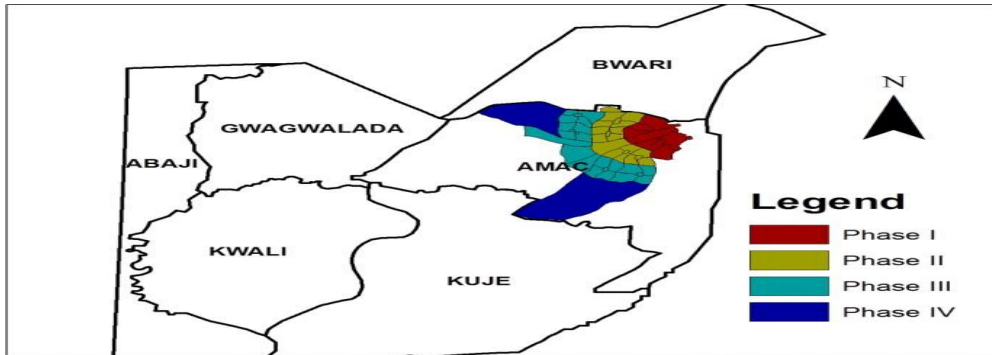 BWARI
N
GWAGWALADA
ABAJI
AMAC
KWALI
KUJE
Legend
Phase I
Phase II
Phase III
Phase IV